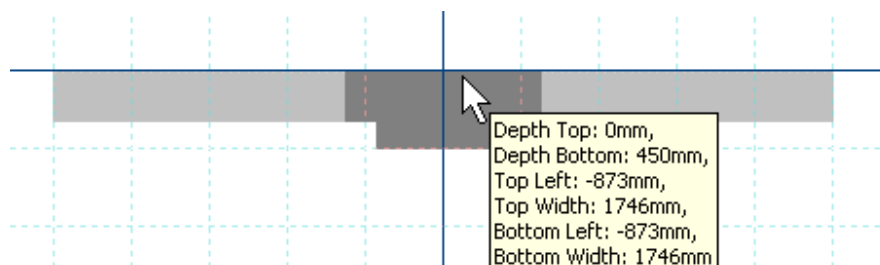 Depth Top: 0mm,
Depth Bottom: 450mm,
Top Left: -873mm,
Top Width: 1746mm,
Bottom Left: -873mm,
Bottom Width: 1746mm